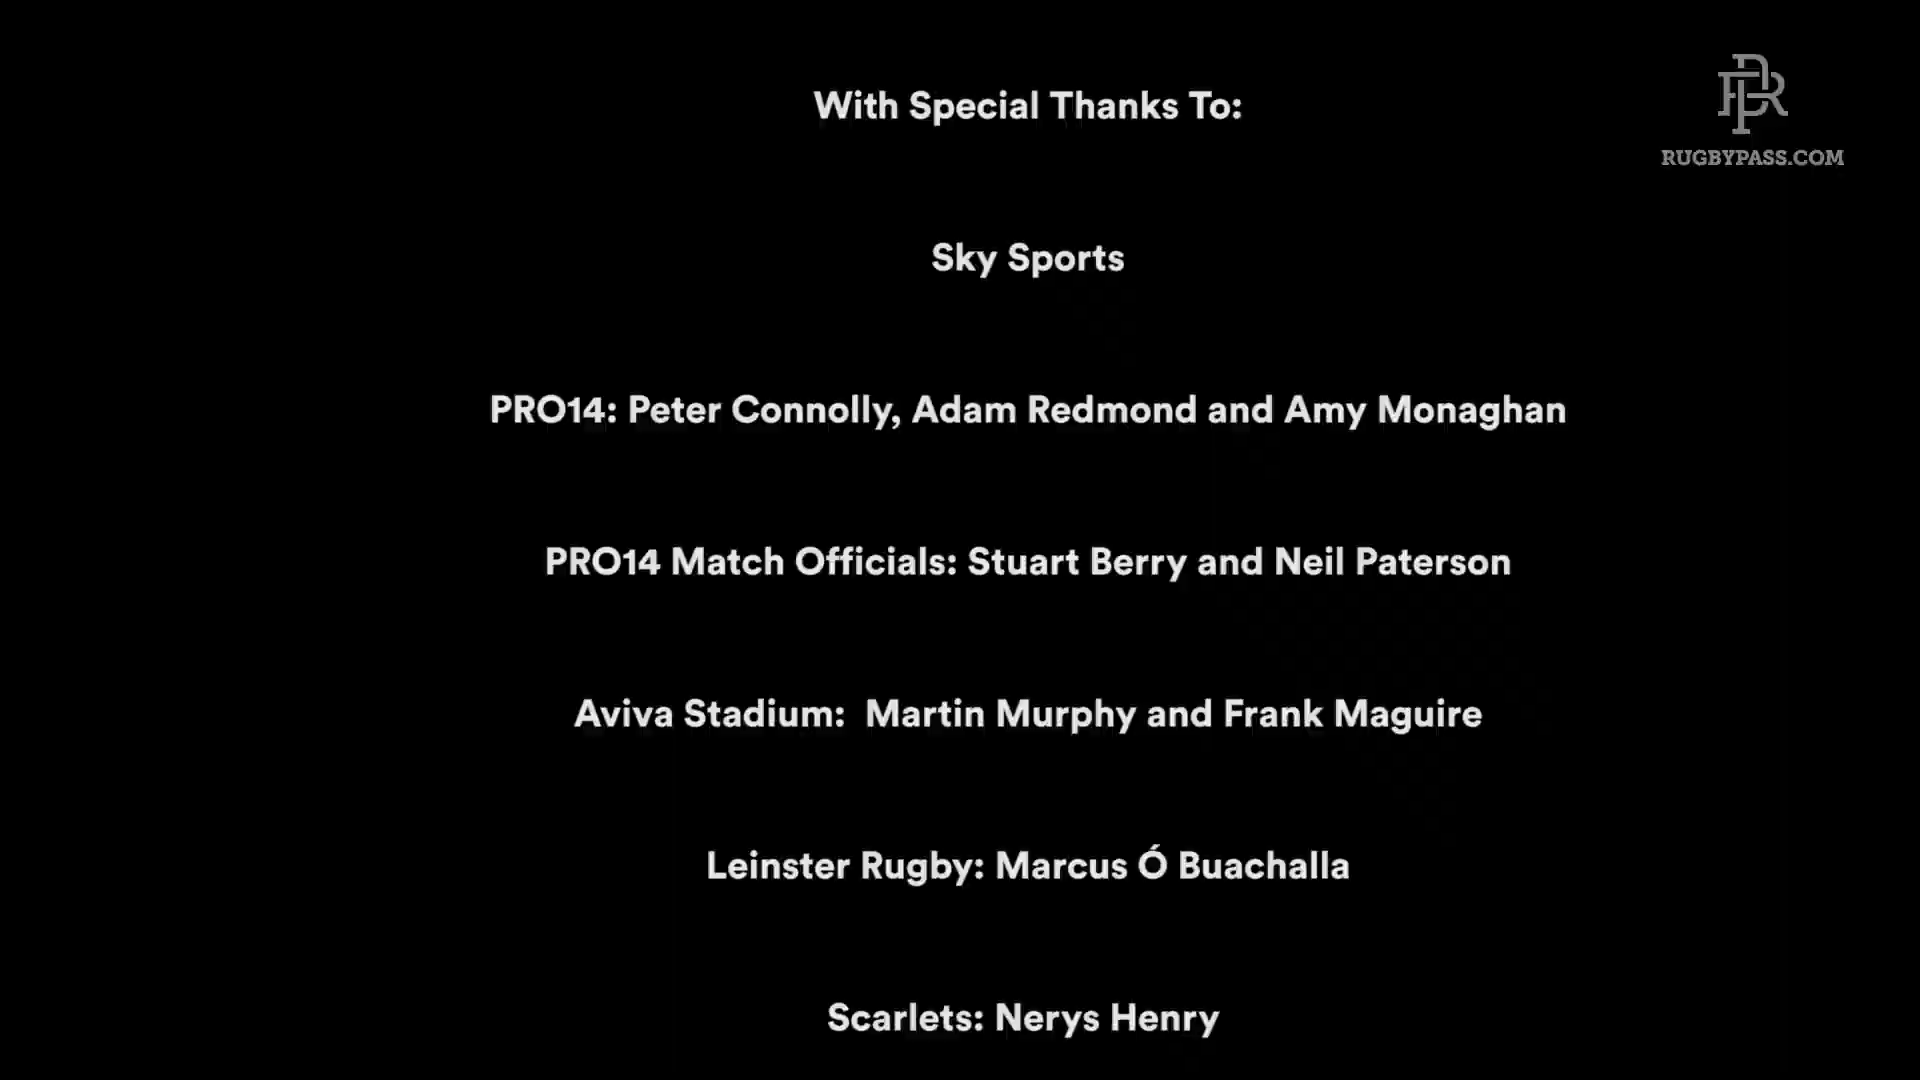 With Special Thanks To:
RUGBYPASS.COM
Sky Sports
PRO14: Peter Connolly, Adam Redmond and Amy Monaghan
PRO14 Match Officials: Stuart Berry and Neil Paterson
Aviva Stadium:  Martin Murphy and Frank Maguire
Leinster Rugby: Marcus Ó Buachalla
Scarlets: Nerys Henry